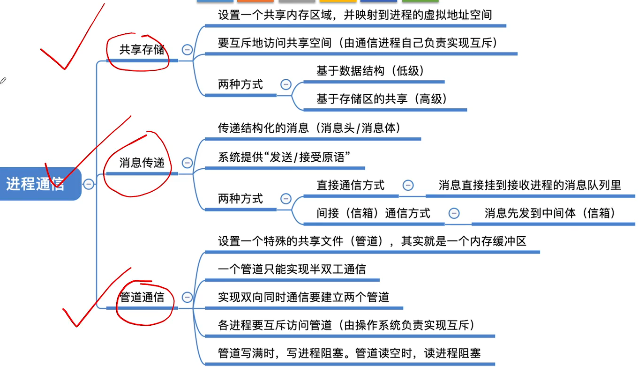 进程通信
共享存储
设置一个共享内存区域，并映射到进程的虚拟地址空间
要互斥地访问共享空间（由通信进程自己负责实现互斥）
两种方式
基于数据结构（低级）
基于存储区的共享（高级）
消息传递
传递结构化的消息（消息头/消息体）
系统提供“发送/接受原语”
两种方式
直接通信方式
消息直接挂到接收进程的消息队列里
间接（信箱）通信方式
消息先发到中间体（信箱）
管道通信
设置一个特殊的共享文件（管道），其实就是一个内存缓冲区
一个管道只能实现半双工通信
实现双向同时通信要建立两个管道
各进程要互斥访问管道（由操作系统负责实现互斥）
管道写满时，写进程阻塞。管道读空时，读进程阻塞